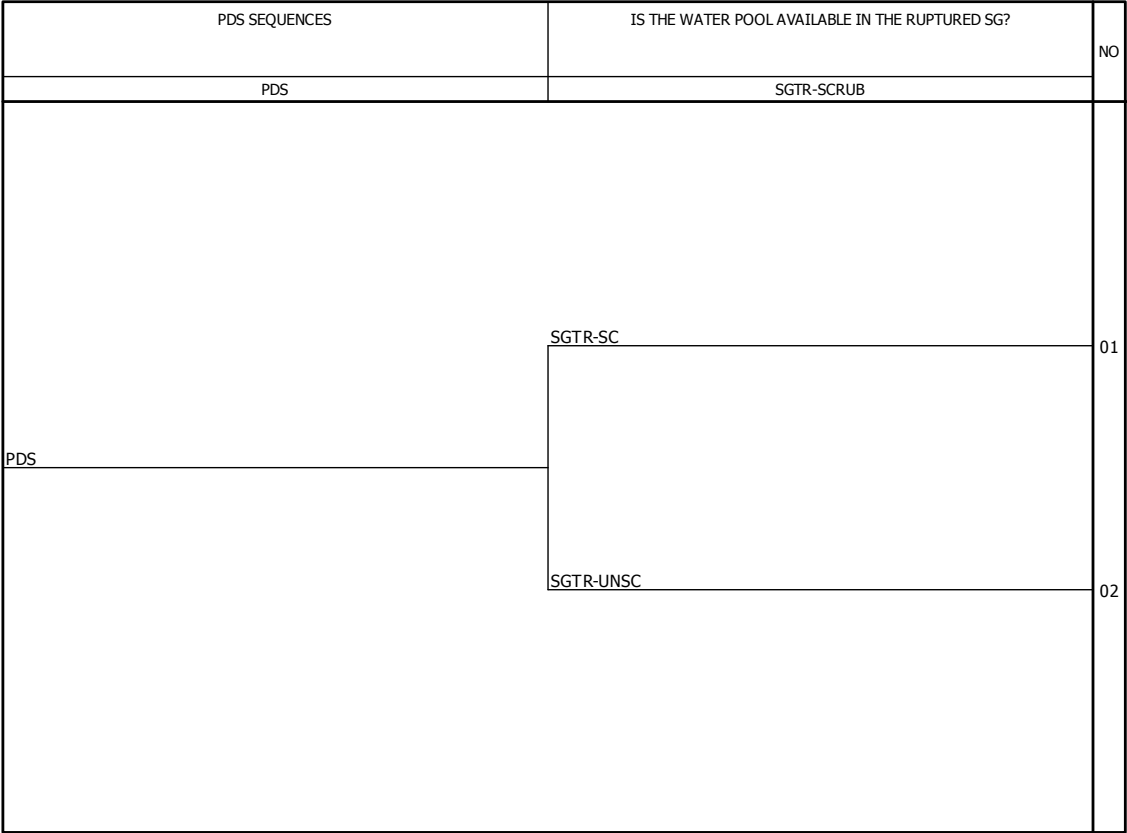 PDS SEQUENCES
IS THE WATER POOL AVAILABLE IN THE RUPTURED SG?
NO
PDS
SGTR-SCRUB
SGTR-SC
01
PDS
SGTR-UNSC
02